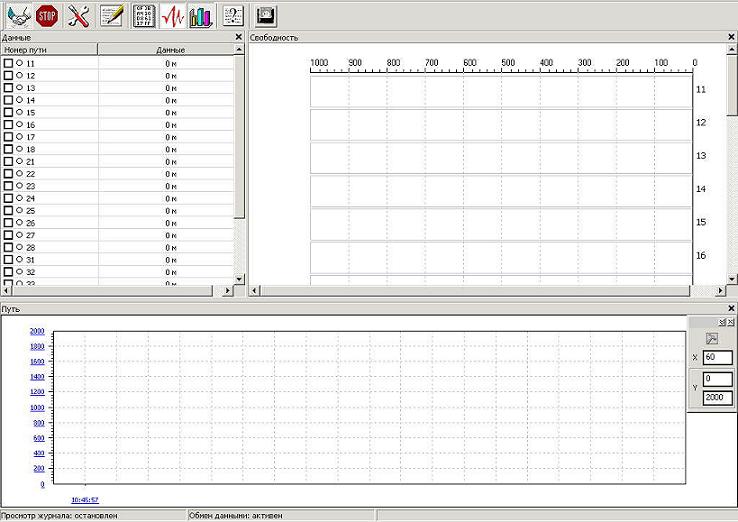 STOP
Данные
Номер пути Данные
11 0 м
12 0 м
13 0 м
14 0 м
15 0 м
16 0 м
17 0 м
18 0 м
21 0 м
22 0 м
23 0 м
24 0 м
25 0 м
26 0 м
27 0 м
28 0 м
31 0 м
32 0 м
33 0 м
Свободность
1000 900 800 700 600 500 400 300 200 100 0
11
12
13
14
15
16
Путь
2000
1800
1600
1400
1200
1000
800
600
400
200
0
10:45:57
X 60
Y 0
2000
Просмотр журнала: остановлен Обмен данными: активен